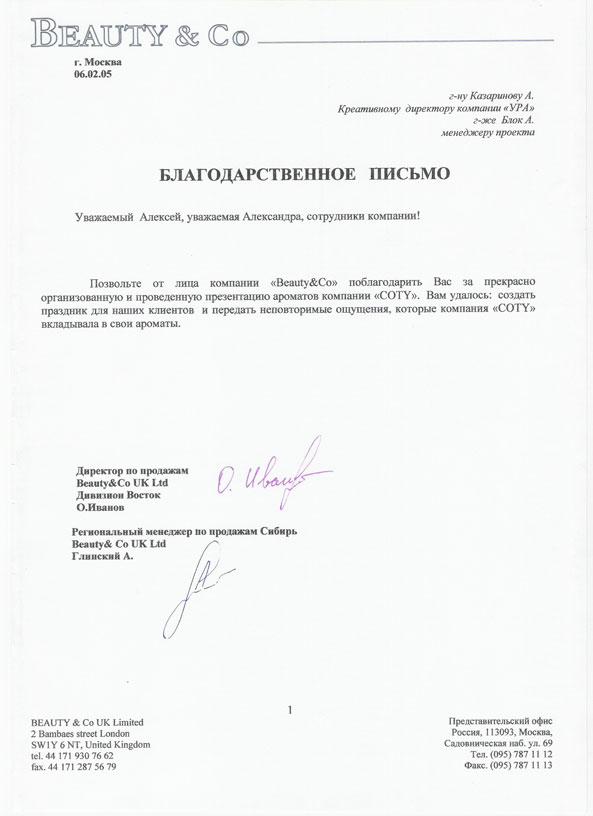 BEAUTY & Co
г. Москва
06.02.05
г-ну Казаринову А.
Креативному директору компании «УРА»
г-же Блок А.
менеджеру проекта
БЛАГОДАРСТВЕННОЕ ПИСЬМО
Уважаемый Алексей, уважаемая Александра, сотрудники компании!
Позвольте от лица компании «Beauty&Co» поблагодарить Вас за прекрасно
организованную и проведенную презентацию ароматов компании «COTY». Вам удалось: создать
праздник для наших клиентов и передать неповторимые ощущения, которые компания «COTY»
вкладывала в свои ароматы.
Директор по продажам
Beauty&Co UK Ltd
Дивизион Восток
О.Иванов
О. Иванов
Региональный менеджер по продажам Сибирь
Beauty& Co UK Ltd
Глинский А.
1
BEAUTY & Co UK Limited
2 Bambaes street London
SW1Y 6 NT, United Kingdom
tel. 44 171 930 76 62
fax. 44 171 287 56 79
Представительский офис
Россия, 113093, Москва,
Садовническая наб. ул. 69
Тел. (095) 787 11 12
Факс. (095) 787 11 13